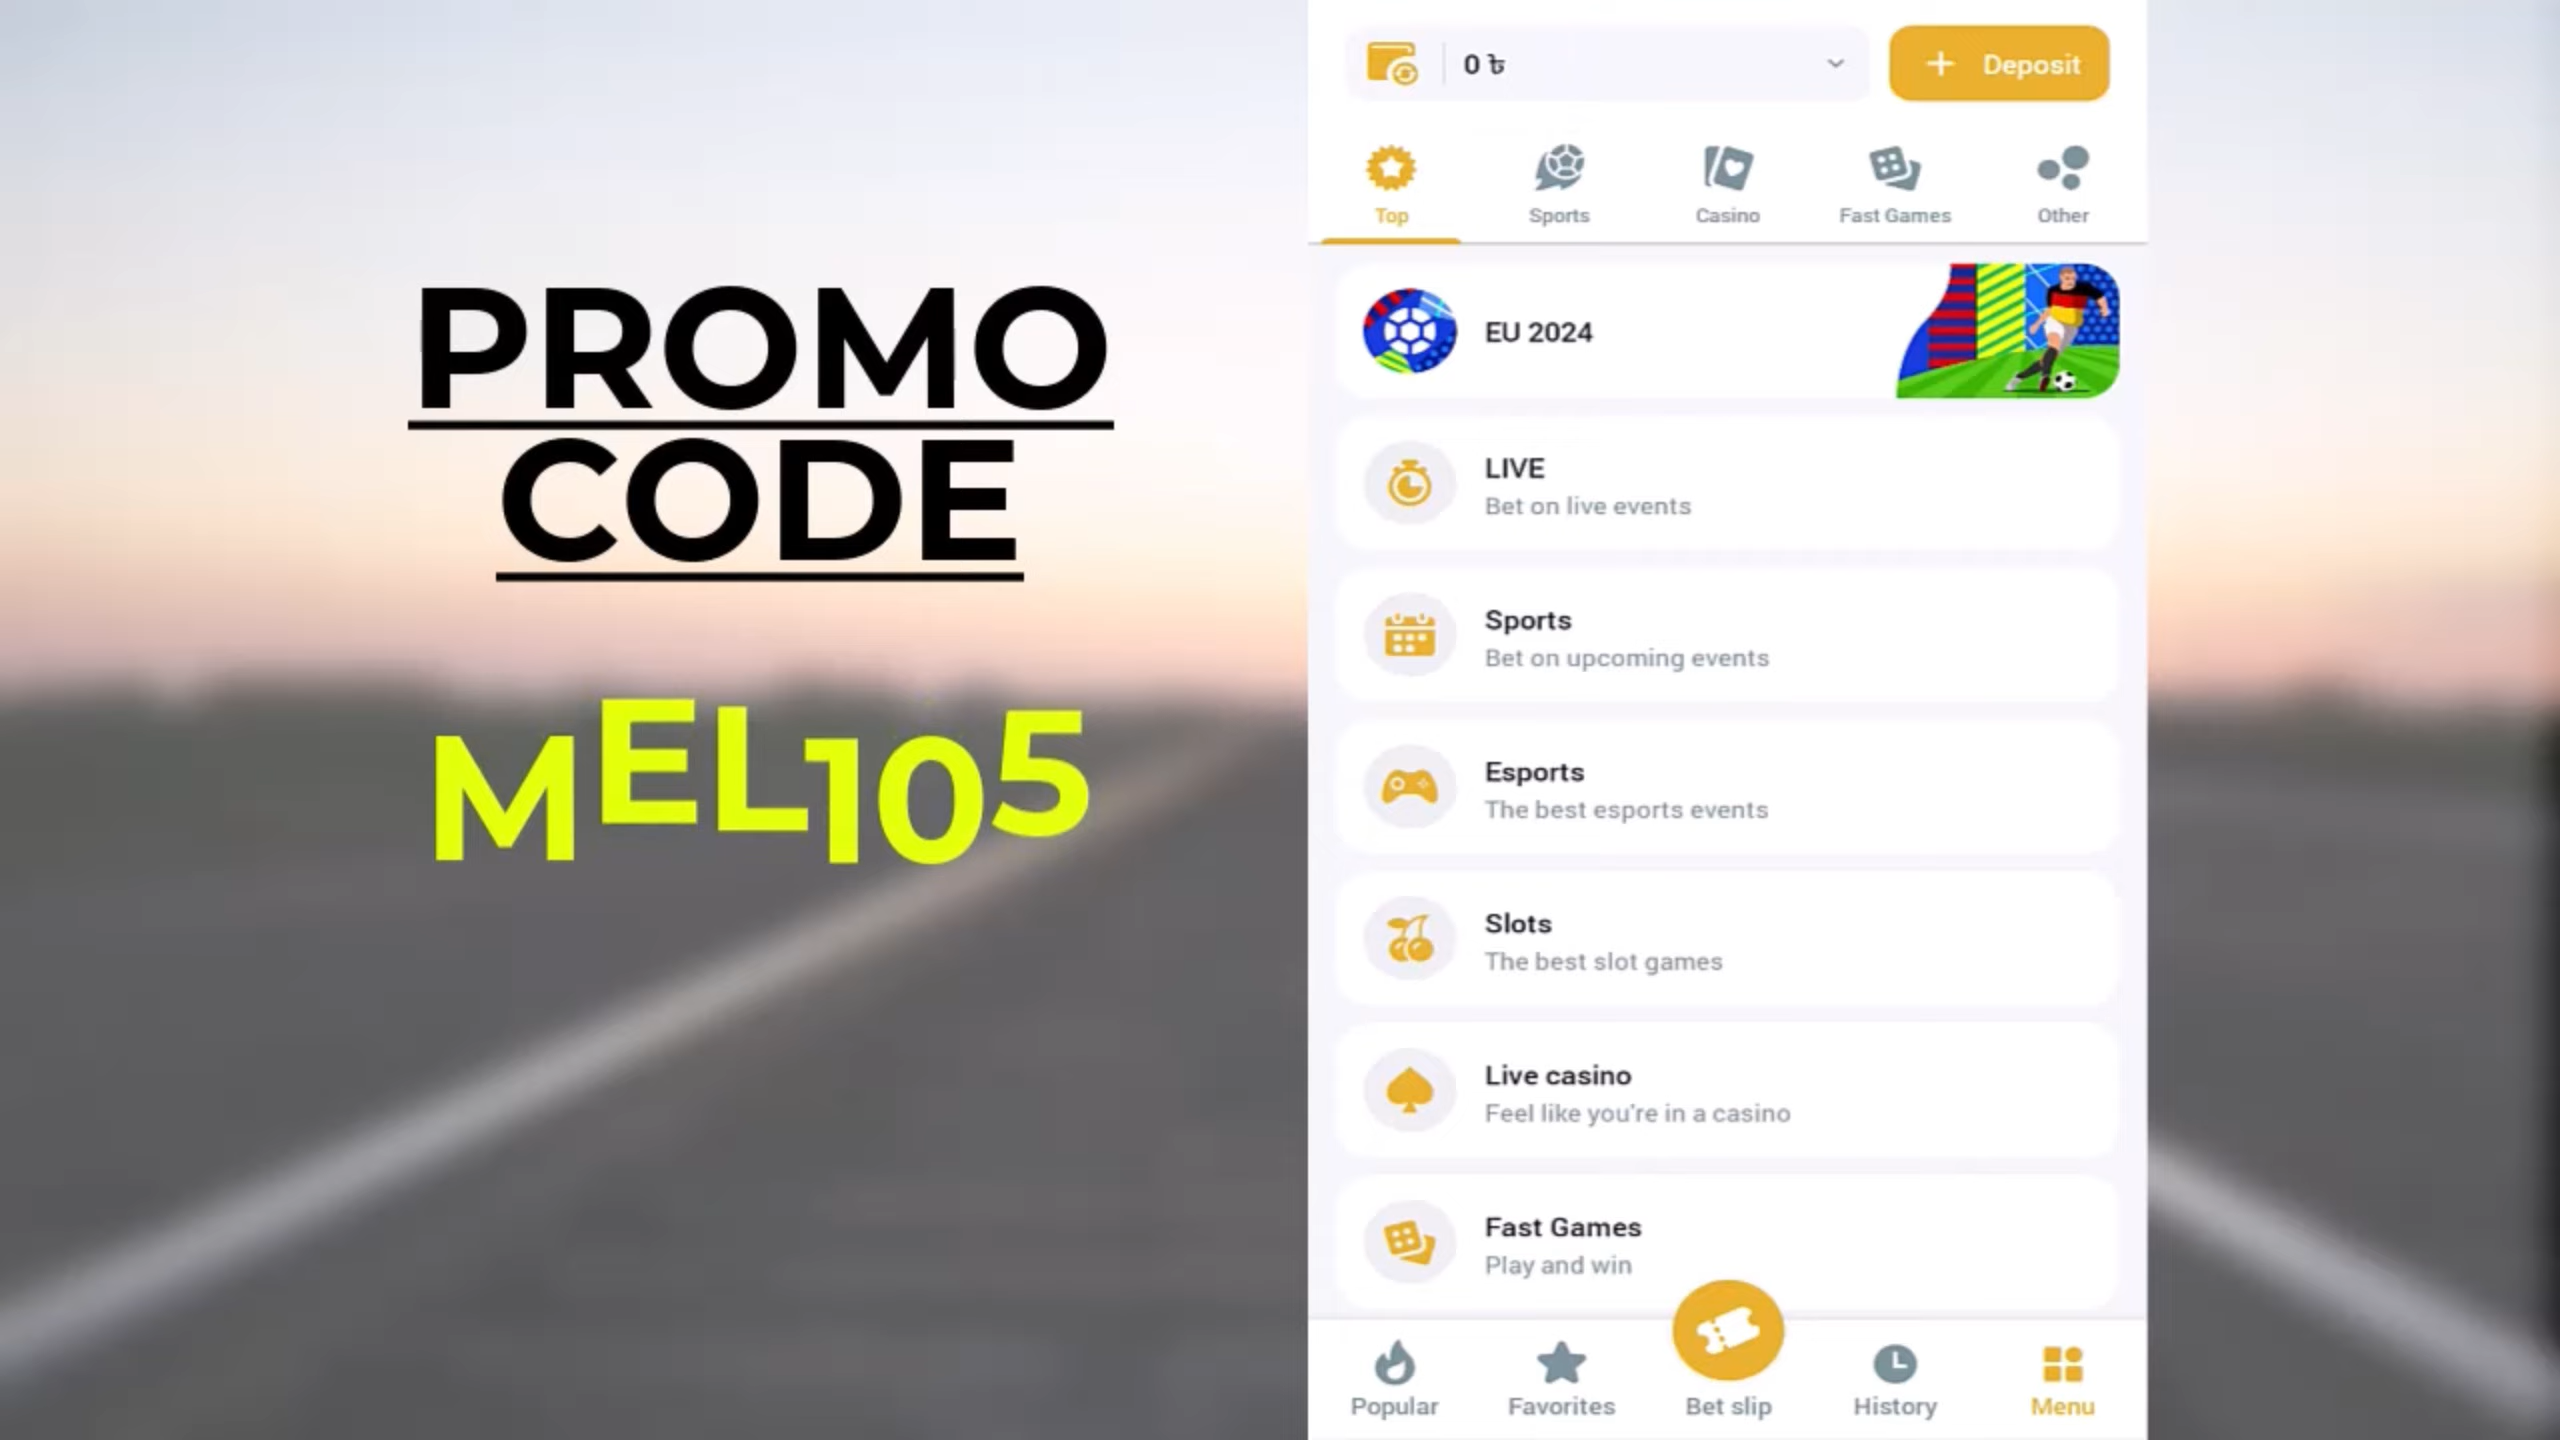 PROMO
CODE
MEL105
0 ৳
Deposit
Top
Sports
Casino
Fast Games
Other
EU 2024
LIVE
Bet on live events
Sports
Bet on upcoming events
Esports
The best esports events
Slots
The best slot games
Live casino
Feel like you're in a casino
Fast Games
Play and win
Popular
Favorites
Bet slip
History
Menu